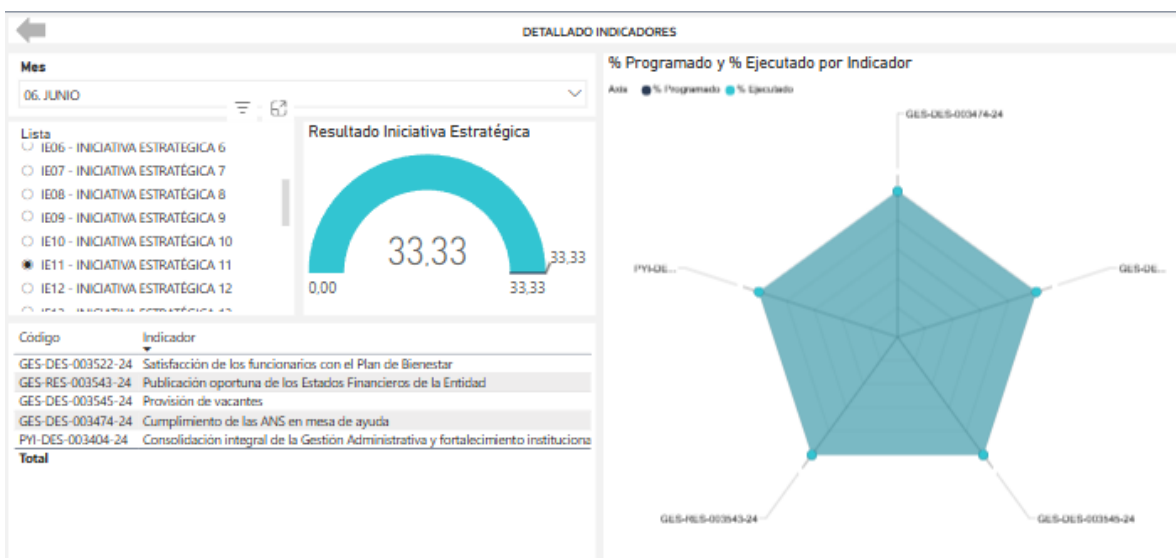 DETALLADO INDICADORES
Mes
06. JUNIO
Lista
IE06 - INICIATIVA ESTRATEGICA 6
IE07 - INICIATIVA ESTRATÉGICA 7
IE08 - INICIATIVA ESTRATÉGICA 8
IE09 - INICIATIVA ESTRATÉGICA 9
IE10 - INICIATIVA ESTRATÉGICA 10
IE11 - INICIATIVA ESTRATÉGICA 11
IE12 - INICIATIVA ESTRATÉGICA 12
Resultado Iniciativa Estratégica
33,33
33,33
0,00
33,33
Código Indicador
GES-DES-003522-24 Satisfacción de los funcionarios con el Plan de Bienestar
GES-RES-003543-24 Publicación oportuna de los Estados Financieros de la Entidad
GES-DES-003545-24 Provisión de vacantes
GES-DES-003474-24 Cumplimiento de las ANS en mesa de ayuda
PYI-DES-003404-24 Consolidación integral de la Gestión Administrativa y fortalecimiento instituciona
Total
% Programado y % Ejecutado por Indicador
Axis % Programado % Ejecutado
GES-DES-003474-24
PYI-DE...
GES-DE...
GES-RES-003543-24
GES-DES-003545-24